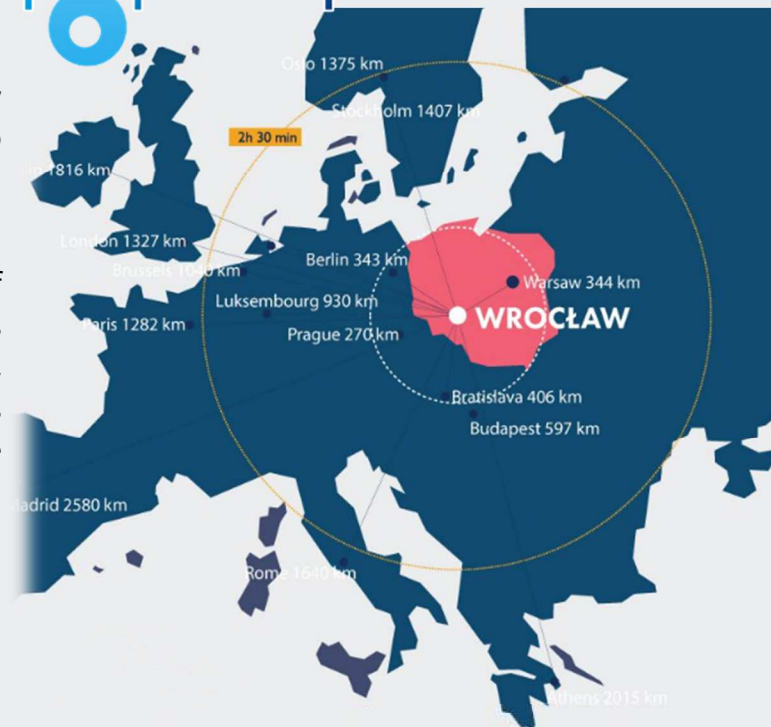 Oslo 1375 km
Stockholm 1407 km
2h 30 min
1816 km
London 1327 km
Brussels 1040 km
Berlin 343 km
Warsaw 344 km
Luksembourg 930 km
WROCŁAW
Paris 1282 km
Prague 270 km
Bratislava 406 km
Budapest 597 km
Madrid 2580 km
Rome 1640 km
Athens 2015 km